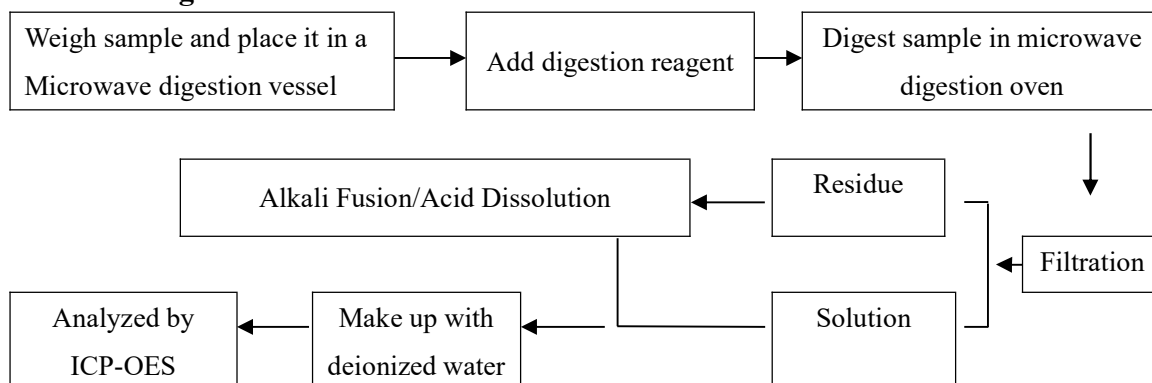 Weigh sample and place it in a
Microwave digestion vessel
Add digestion reagent
Digest sample in microwave
digestion oven
Alkali Fusion/Acid Dissolution
Residue
Filtration
Analyzed by
ICP-OES
Make up with
deionized water
Solution